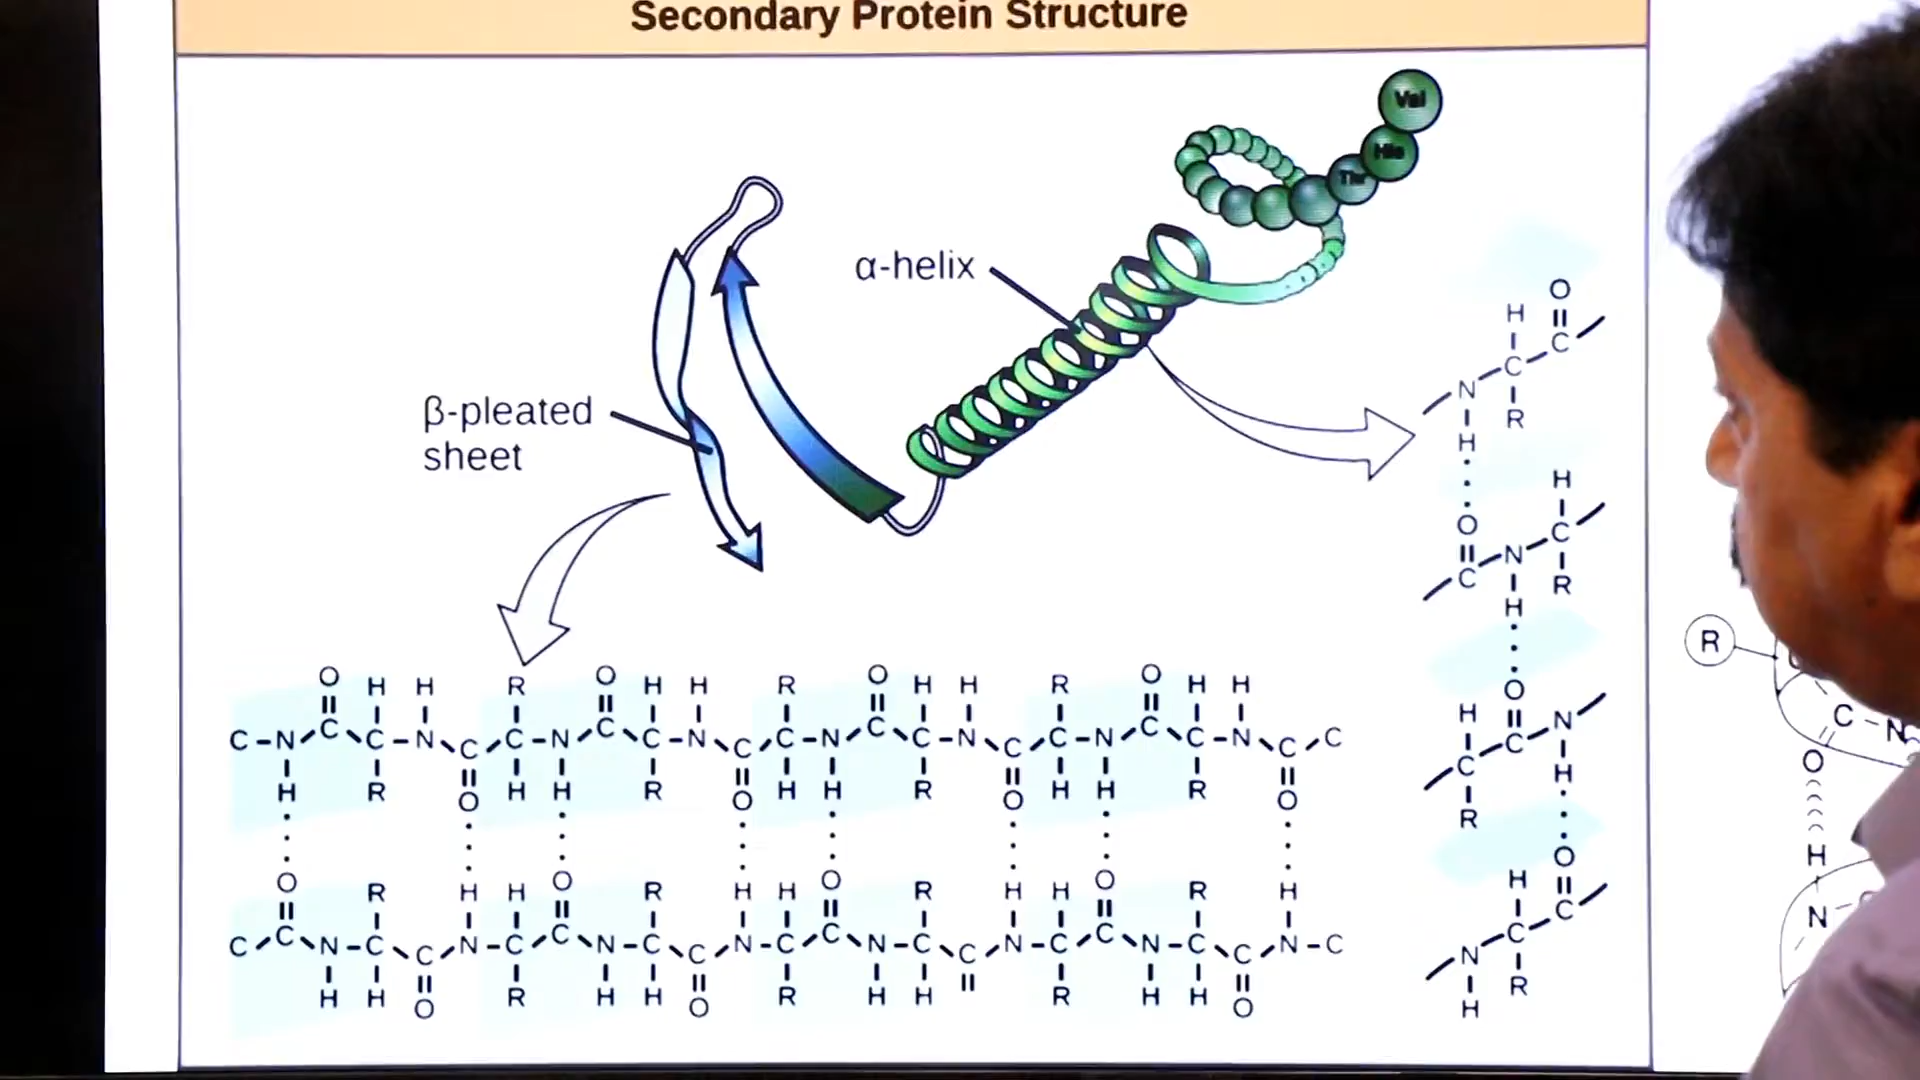 Secondary Protein Structure
Val
His
Thr
α-helix
β-pleated
sheet
O
H
C
C
N
R
H
H
O
C
N
C
R
H
O
H
C
N
C
H
R
O
H
C
C
N
R
H
O H H R O H H R O H H R O H H
C-N C C-N C C-N C C-N C C-N C C-N C C-N C C-N C C
H R O H H R O H H R O H H R O
O R H H O R H H O R H H O R H
C C N-C C N-C C N-C C N-C C N-C C N-C C N-C C N-C
H H O R H H O R H H R H H O
R
C-N
O
H
N